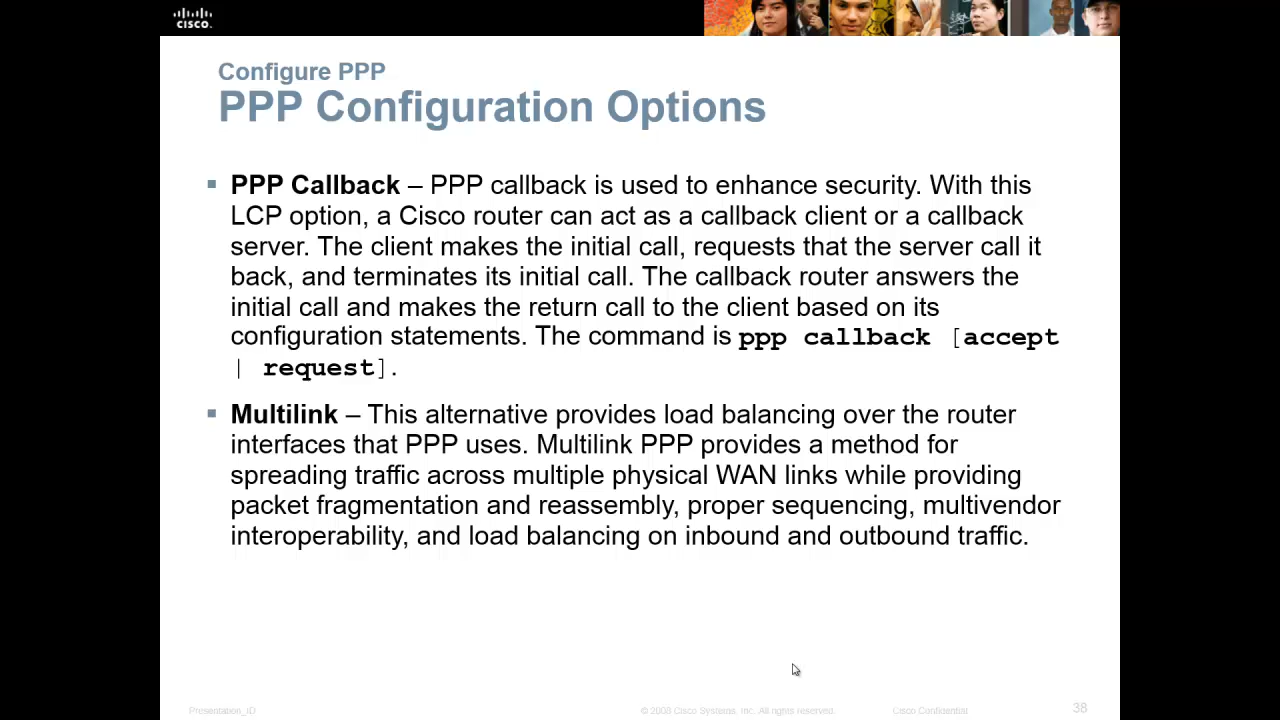 CISCO
Configure PPP
PPP Configuration Options
▪ PPP Callback – PPP callback is used to enhance security. With this
LCP option, a Cisco router can act as a callback client or a callback
server. The client makes the initial call, requests that the server call it
back, and terminates its initial call. The callback router answers the
initial call and makes the return call to the client based on its
configuration statements. The command is ppp callback [accept
| request].
▪ Multilink – This alternative provides load balancing over the router
interfaces that PPP uses. Multilink PPP provides a method for
spreading traffic across multiple physical WAN links while providing
packet fragmentation and reassembly, proper sequencing, multivendor
interoperability, and load balancing on inbound and outbound traffic.
Presentation_ID © 2008 Cisco Systems, Inc. All rights reserved. Cisco Confidential 38